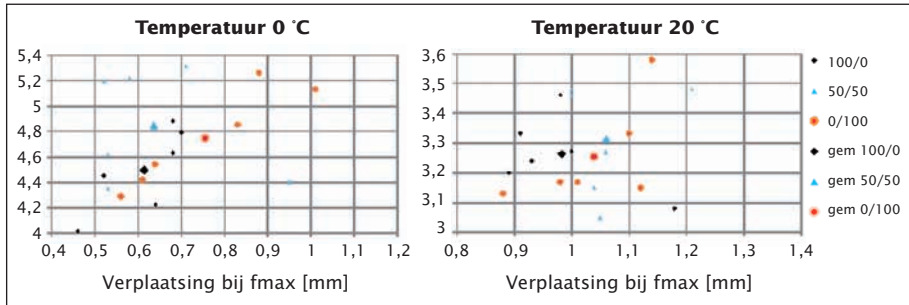 Temperatuur 0 °C
5,4
5,2
5
4,8
4,6
4,4
4,2
4
0,4 0,5 0,6 0,7 0,8 0,9 1 1,1 1,2
Verplaatsing bij fmax [mm]
Temperatuur 20 °C
3,6
3,5
3,4
3,3
3,2
3,1
3
0,8 0,9 1 1,1 1,2 1,3 1,4
Verplaatsing bij fmax [mm]
100/0
50/50
0/100
gem 100/0
gem 50/50
gem 0/100